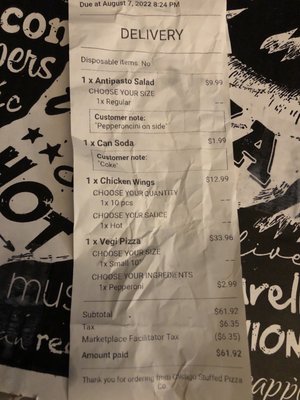 Due at August 7, 2022 8:24 PM
DELIVERY
Disposable items: No
1 x Antipasto Salad $9.99
CHOOSE YOUR SIZE
1x Regular --
Customer note:
"Pepperoncini on side"
1 x Can Soda $1.99
Customer note:
"Coke"
1 x Chicken Wings $12.99
CHOOSE YOUR QUANTITY
1x 10 pcs --
CHOOSE YOUR SAUCE
1x Hot --
1 x Vegi Pizza $33.96
CHOOSE YOUR SIZE
1x Small 10" --
CHOOSE YOUR INGREDIENTS
1x Pepperoni $2.99
Subtotal $61.92
Tax $6.35
Marketplace Facilitator Tax ($6.35)
Amount paid $61.92
Thank you for ordering from Chicago Stuffed Pizza
Co.
HOT